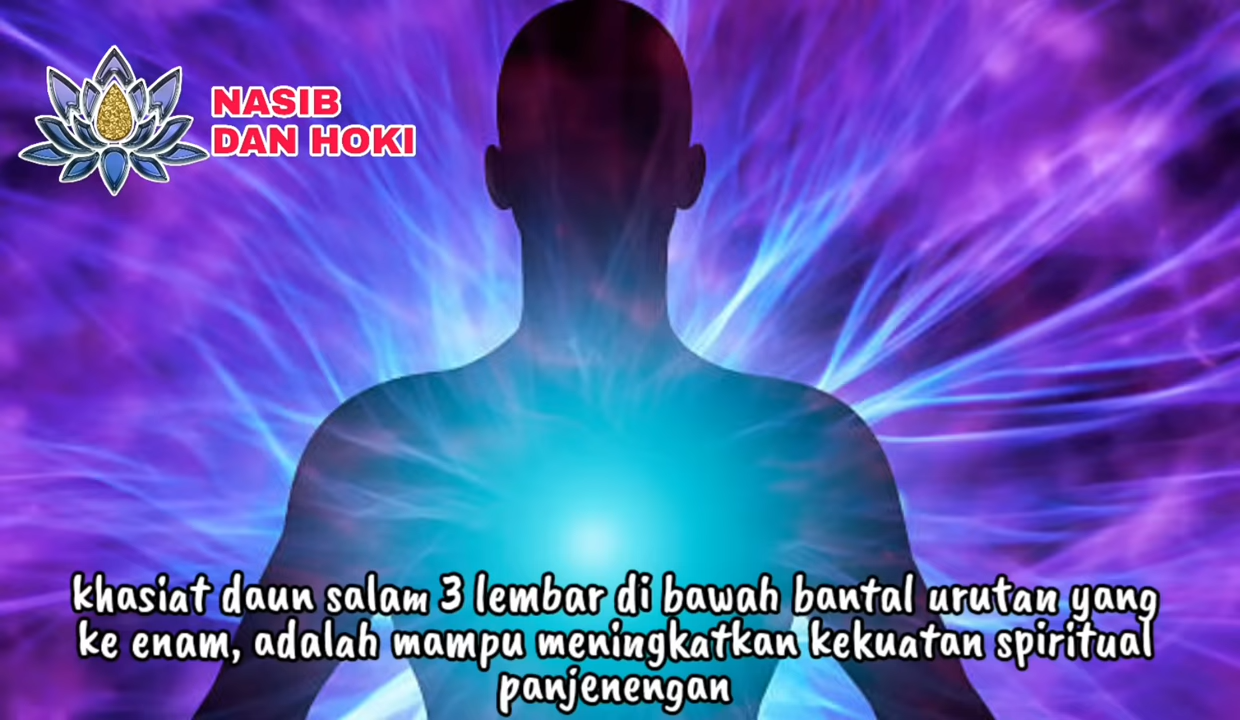 NASIB
DAN HOKI
khasiat daun salam 3 lembar di bawah bantal urutan yang
ke enam, adalah mampu meningkatkan kekuatan spiritual
panjenengan